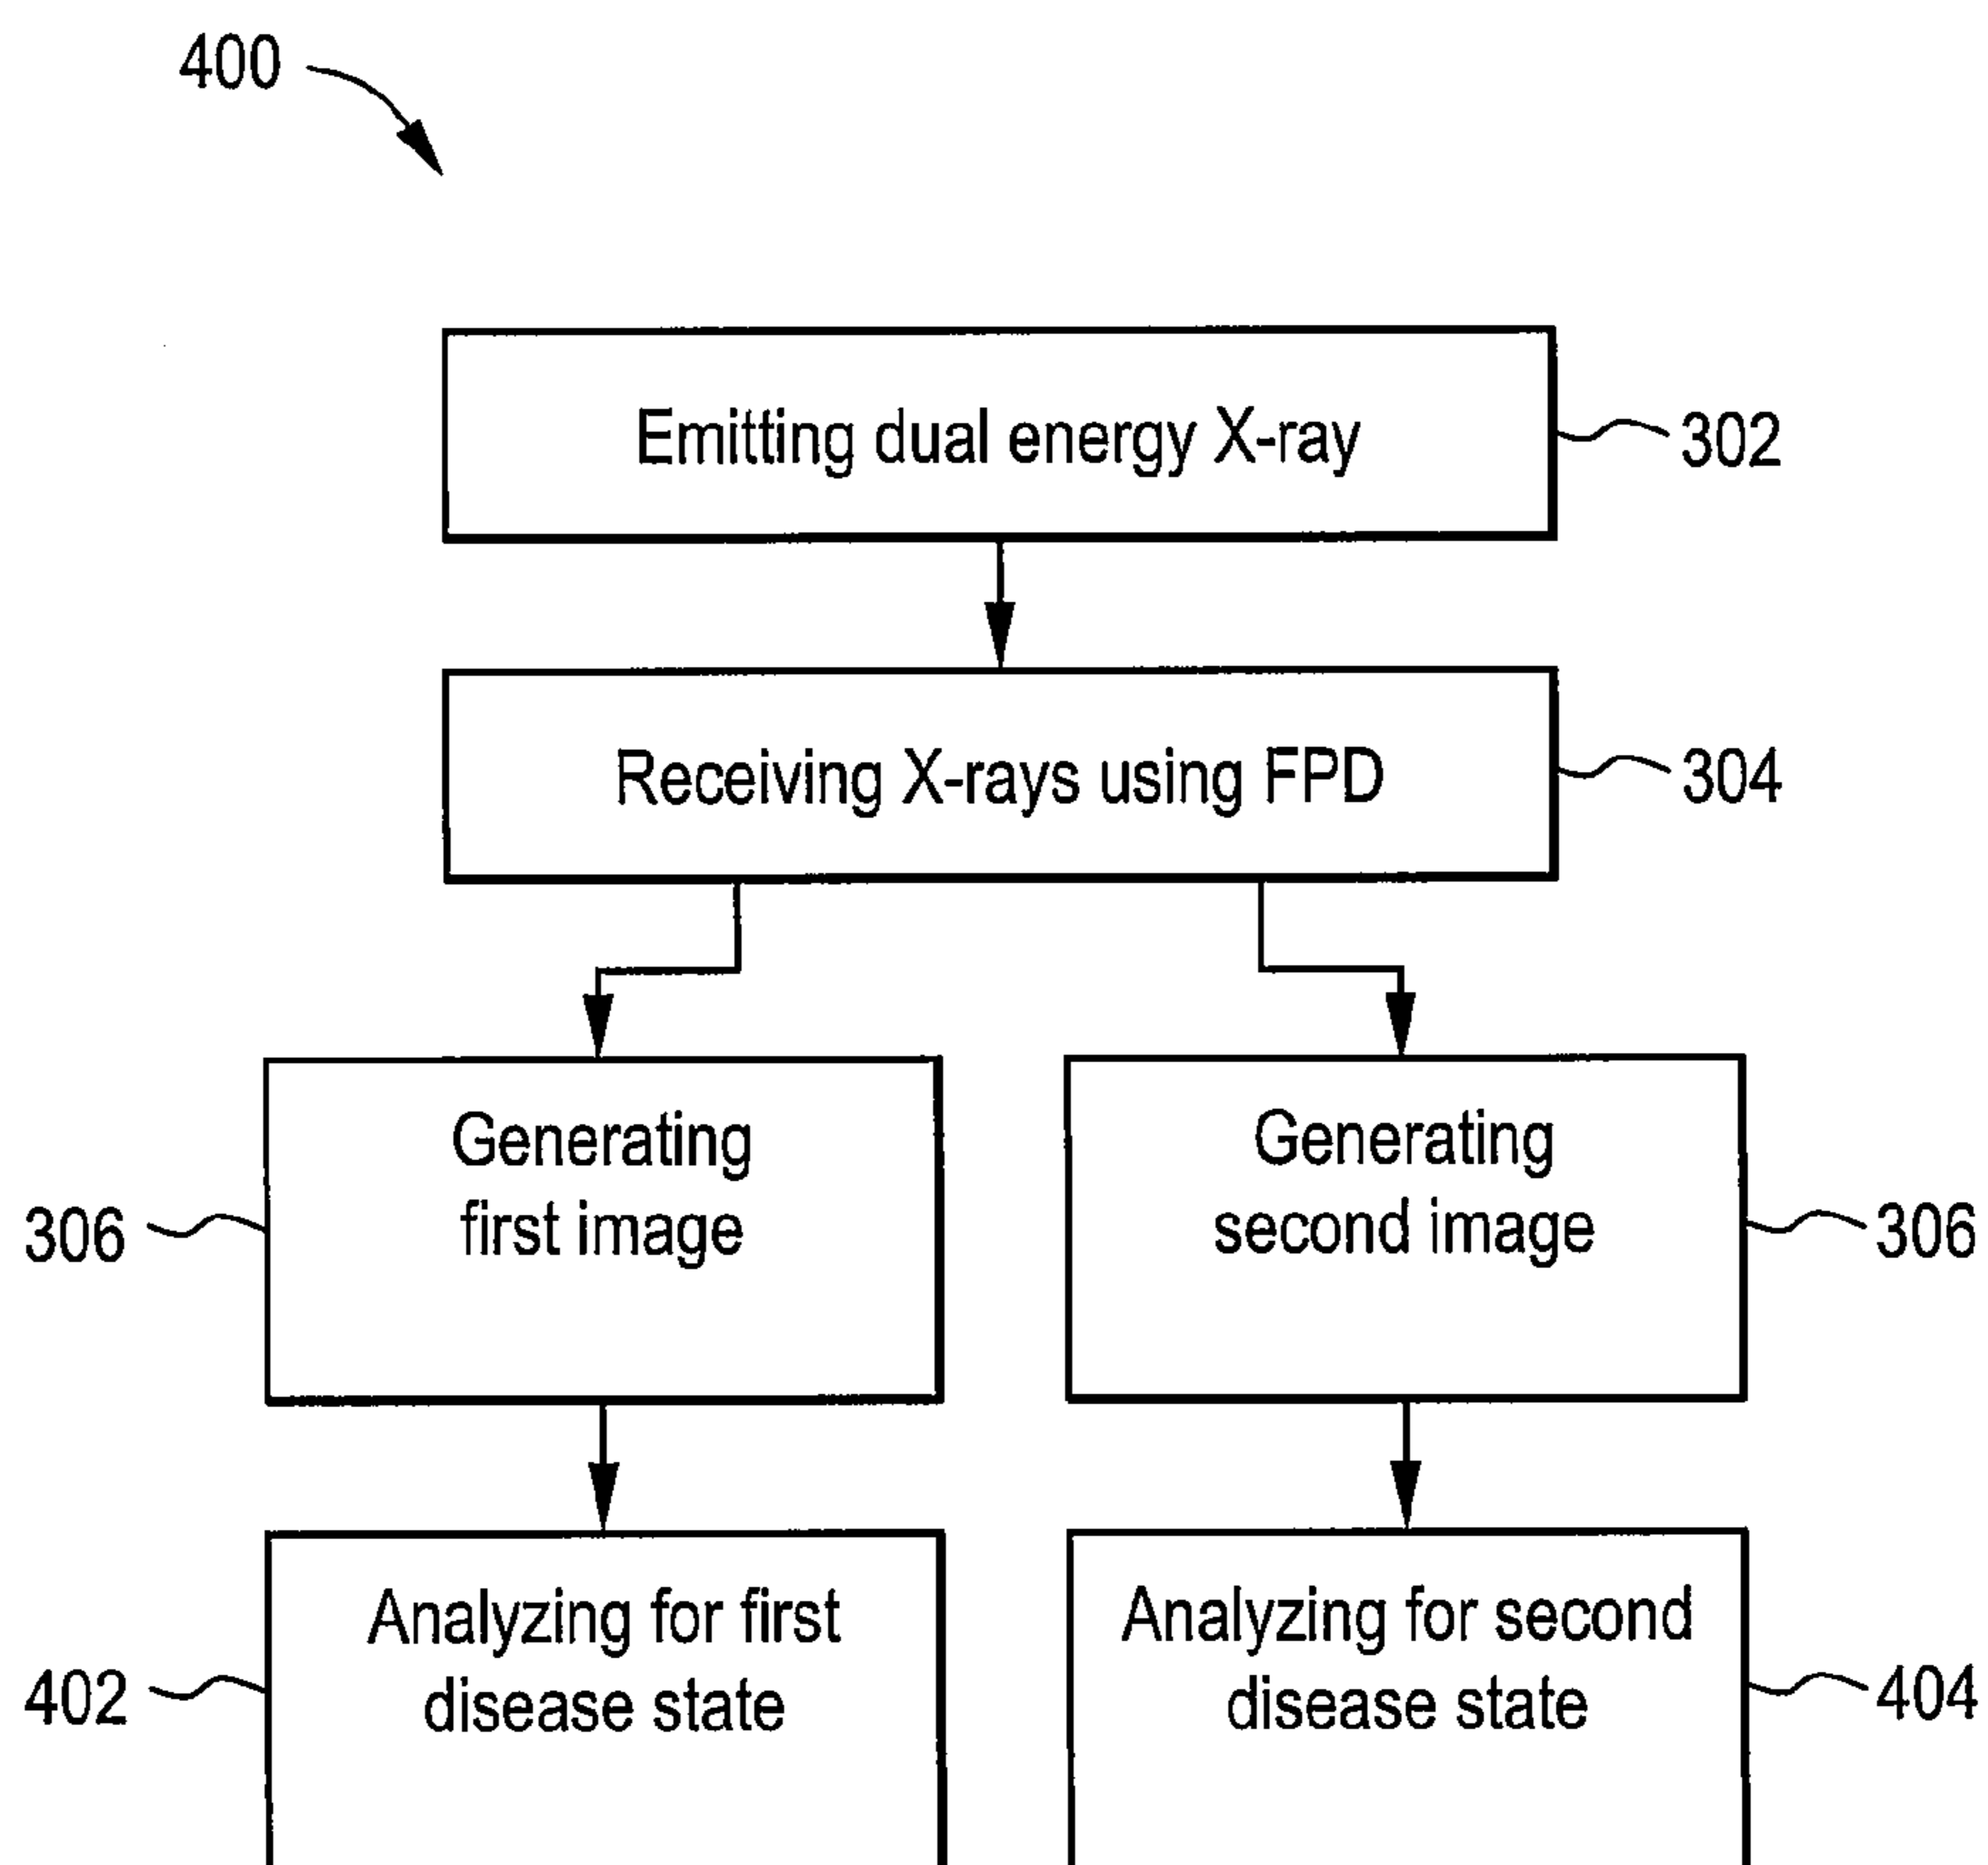 400
Emitting dual energy X-ray
302
Receiving X-rays using FPD
304
Generating
first image
306
Generating
second image
306
Analyzing for first
disease state
402
Analyzing for second
disease state
404